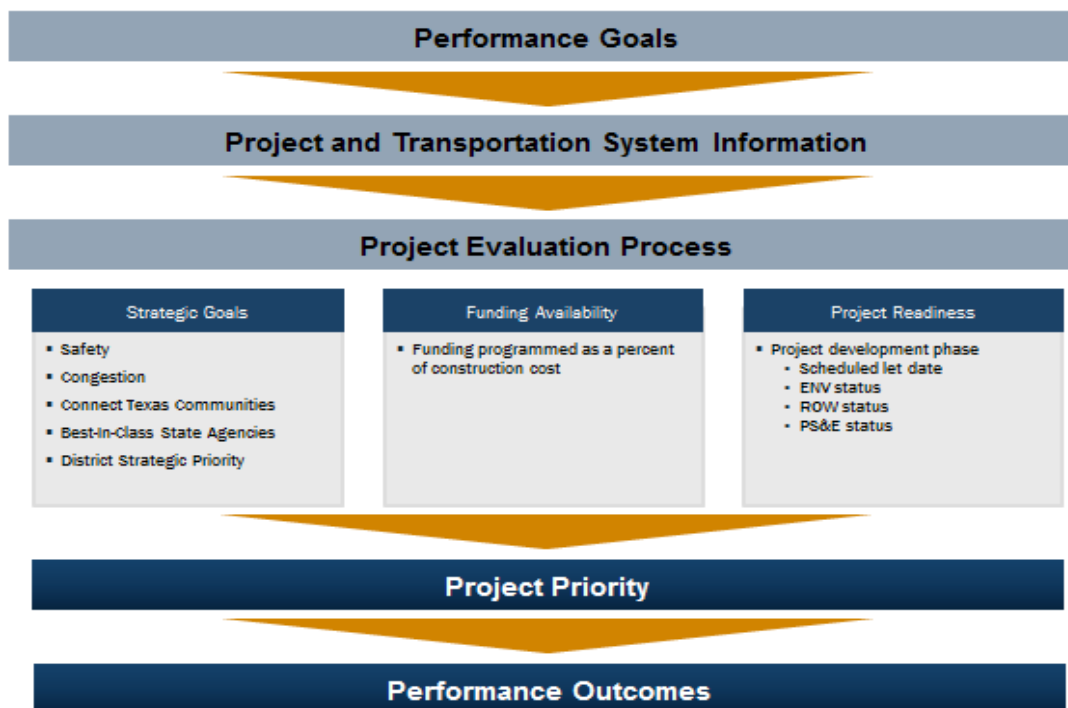 Performance Goals
Project and Transportation System Information
Project Evaluation Process
Strategic Goals
▪ Safety
▪ Congestion
▪ Connect Texas Communities
▪ Best-In-Class State Agencies
▪ District Strategic Priority
Funding Availability
▪ Funding programmed as a percent
of construction cost
Project Readiness
▪ Project development phase
▪ Scheduled let date
▪ ENV status
▪ ROW status
▪ PS&E status
Project Priority
Performance Outcomes